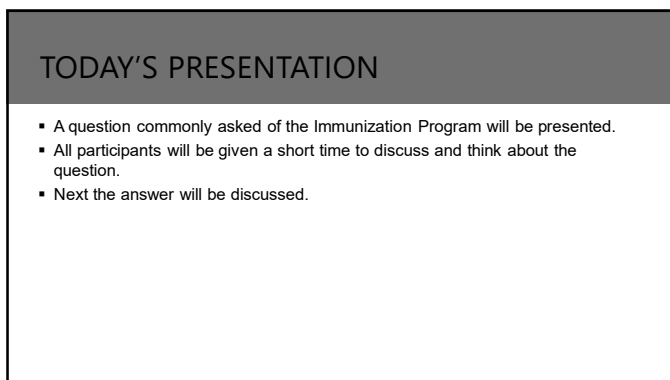 TODAY'S PRESENTATION
▪ A question commonly asked of the Immunization Program will be presented.
▪ All participants will be given a short time to discuss and think about the
question.
▪ Next the answer will be discussed.